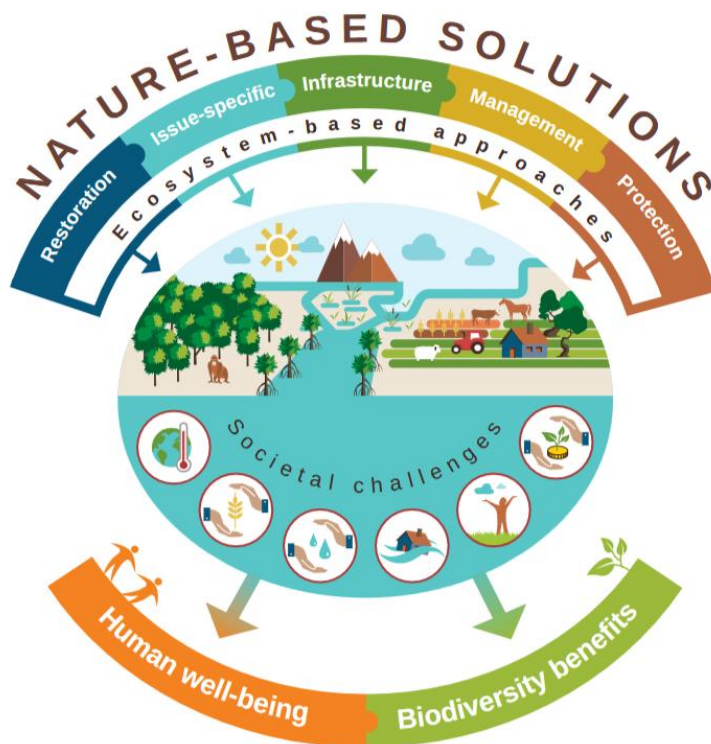 NATURE-BASED SOLUTIONS
Restoration
Issue-specific
Infrastructure
Management
Protection
Ecosystem-based approaches
Societal challenges
Human well-being
Biodiversity benefits